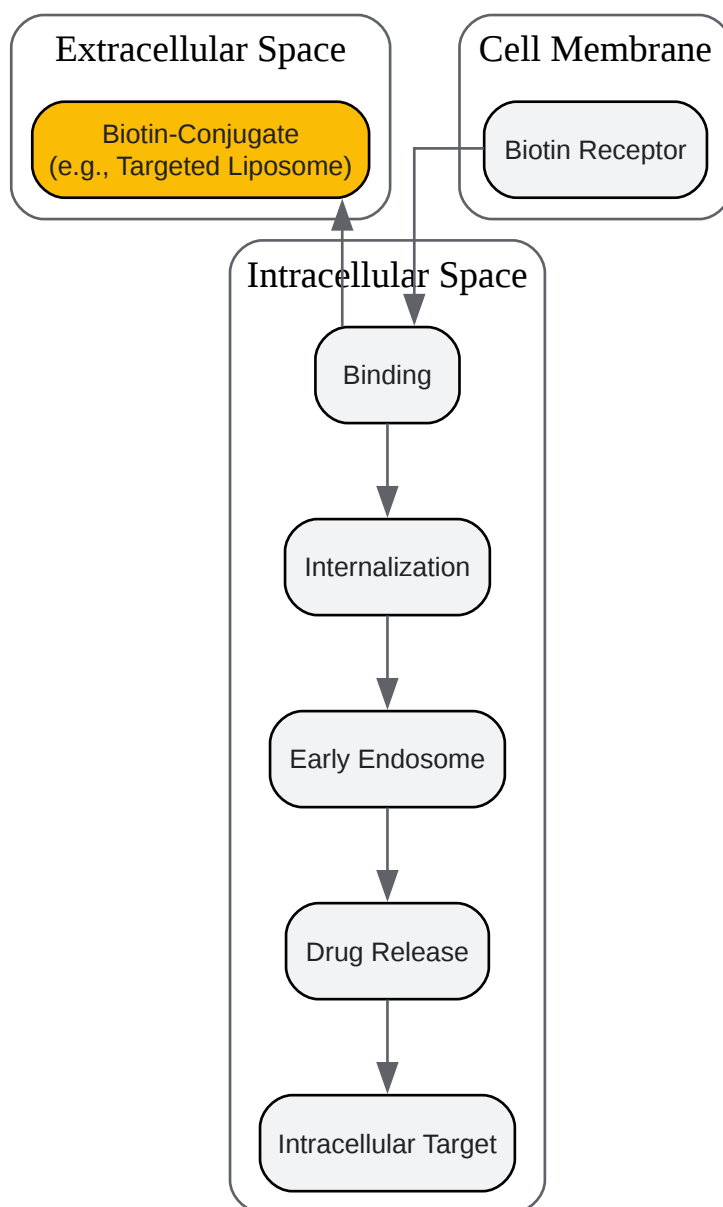 Extracellular Space
Biotin-Conjugate
(e.g., Targeted Liposome)
Cell Membrane
Biotin Receptor
Intracellular Space
Binding
Internalization
Early Endosome
Drug Release
Intracellular Target